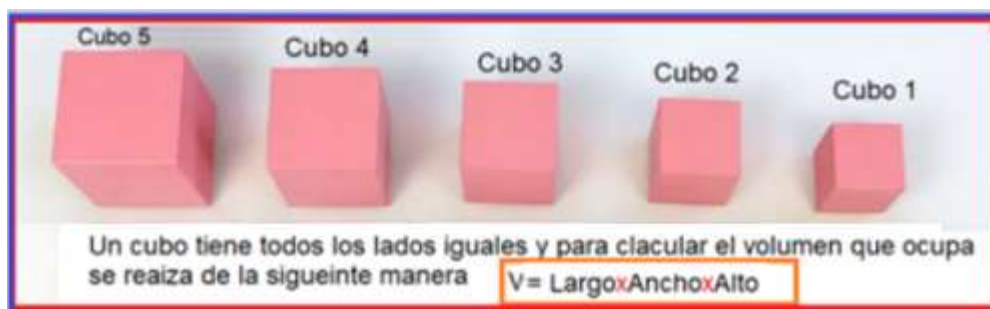 Cubo 5
Cubo 4
Cubo 3
Cubo 2
Cubo 1
Un cubo tiene todos los lados iguales y para clacular el volumen que ocupa
se reaiza de la sigueinte manera V= LargoxAnchoxAlto